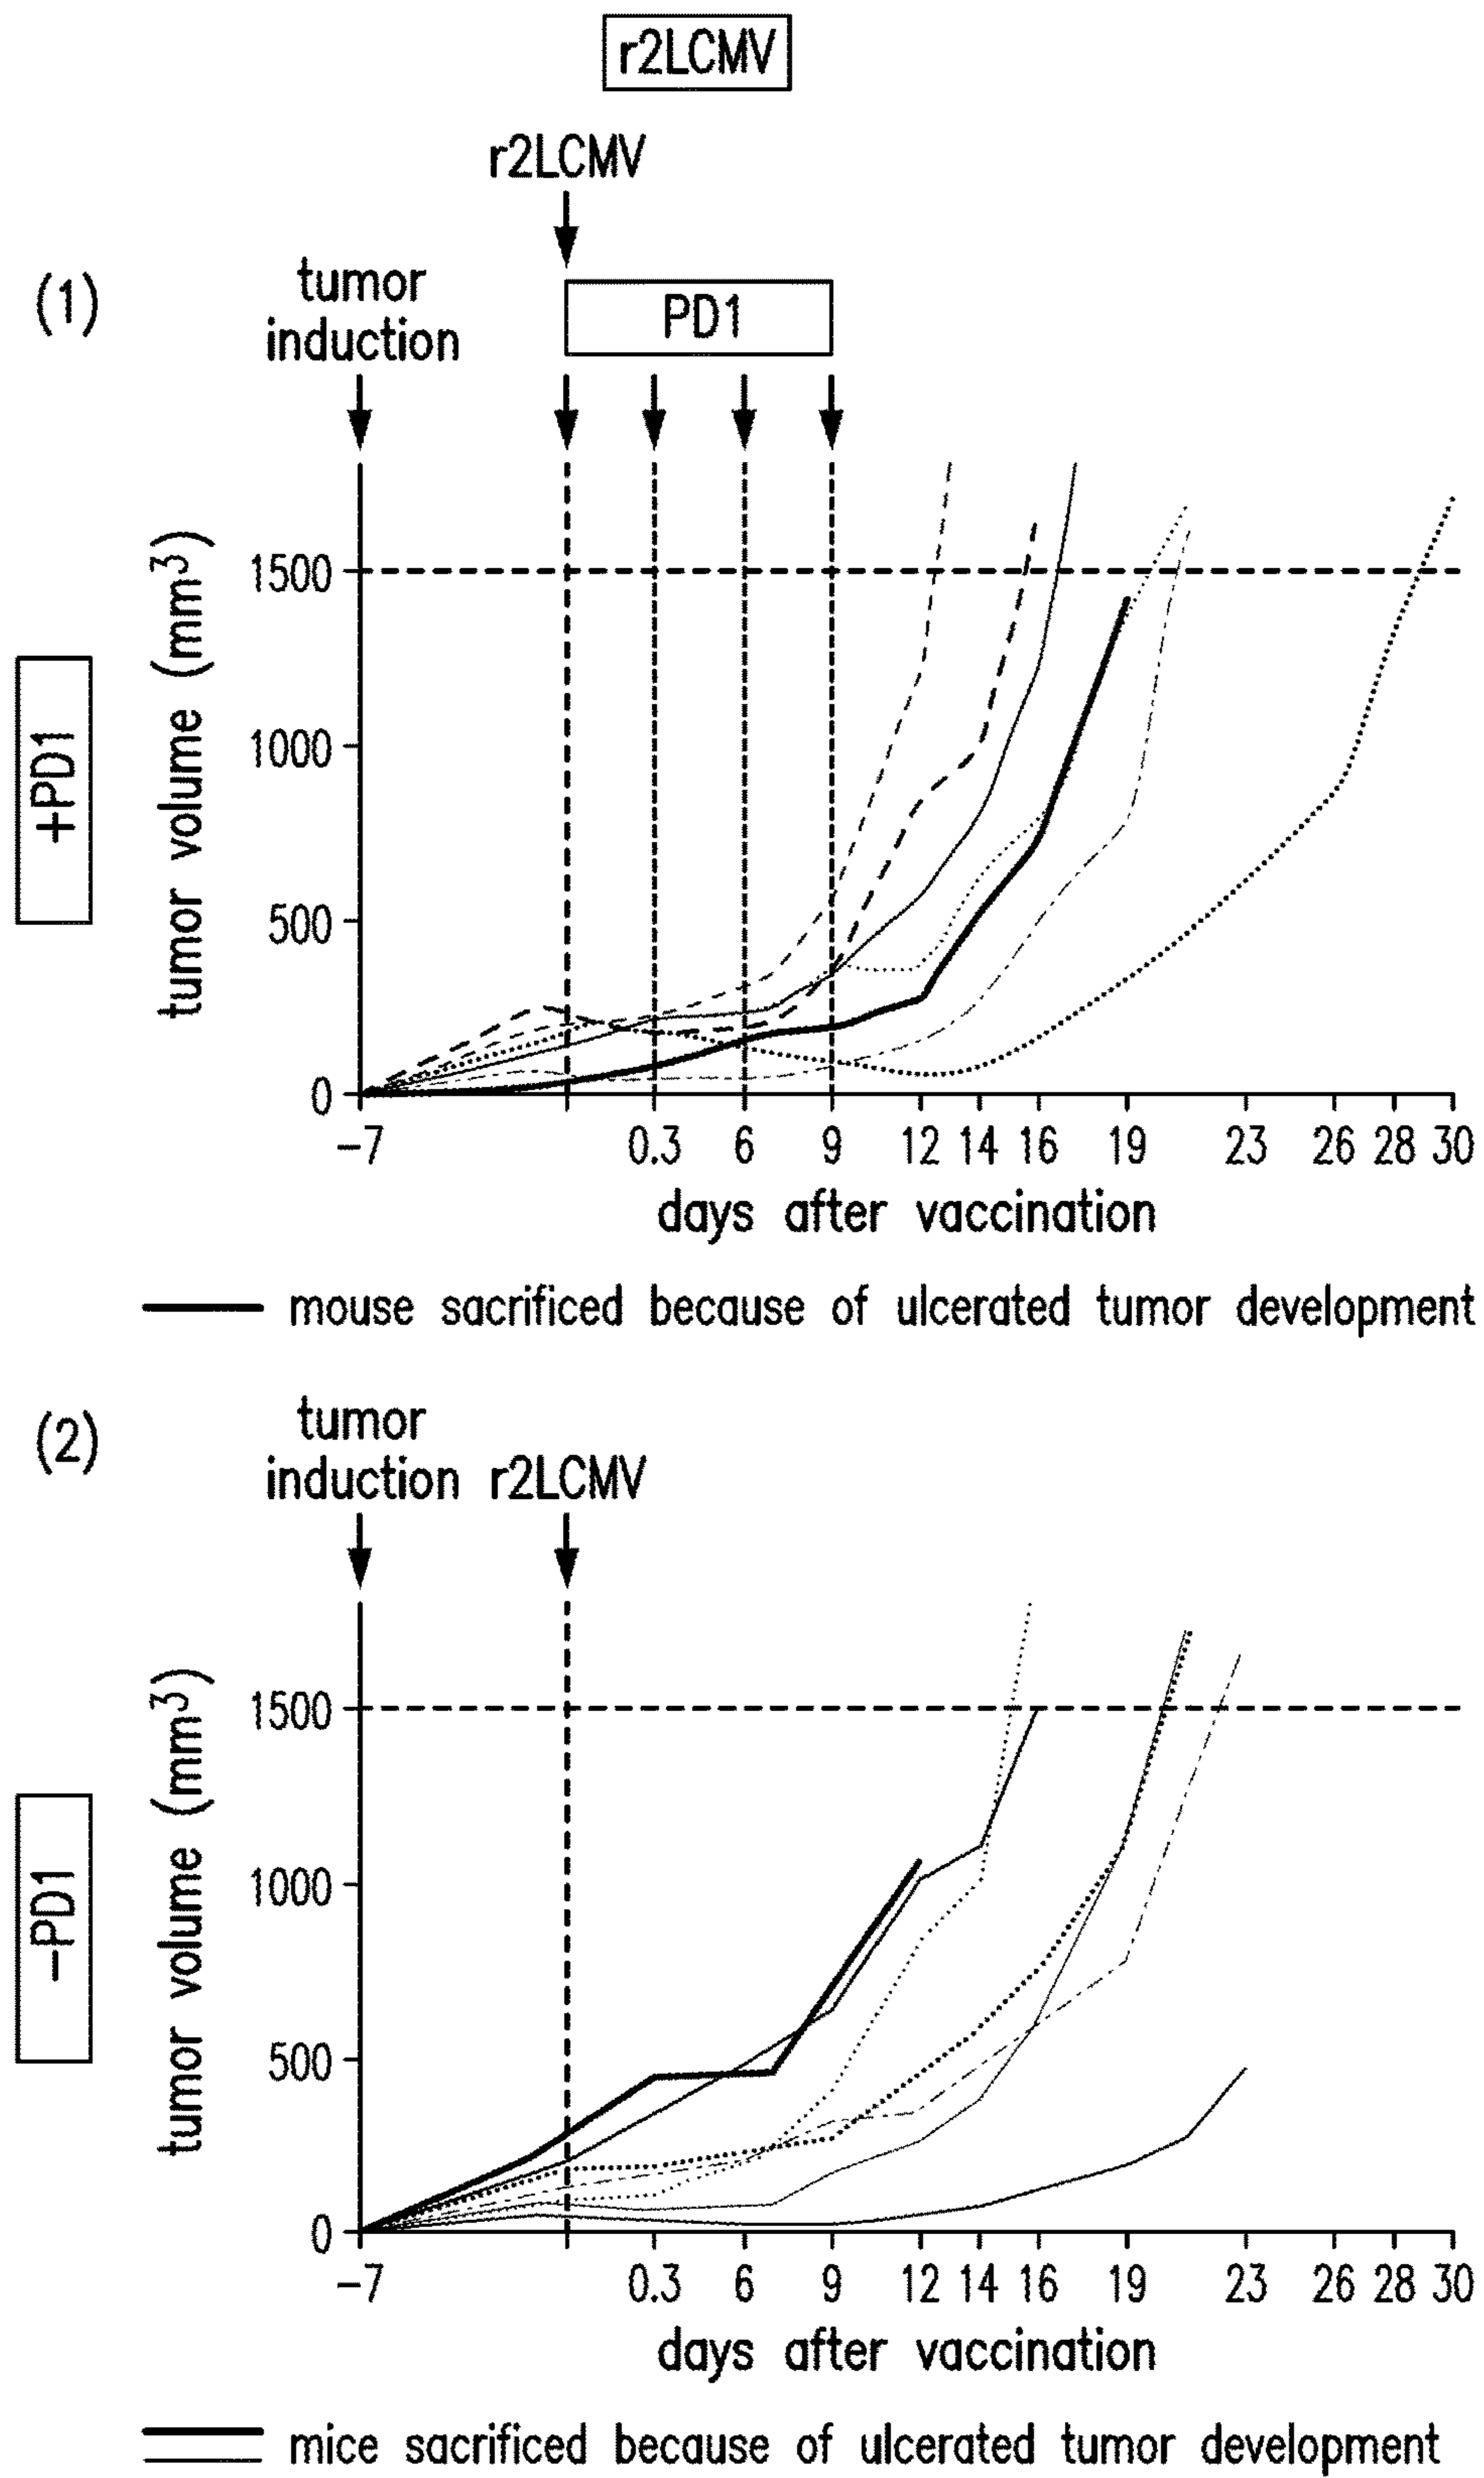 r2LCMV
r2LCMV
(1)
tumor
induction
PD1
+PD1
tumor volume (mm³)
1500
1000
500
0
−7 0.3 6 9 12 14 16 19 23 26 28 30
days after vaccination
mouse sacrificed because of ulcerated tumor development
(2)
tumor
induction r2LCMV
−PD1
tumor volume (mm³)
1500
1000
500
0
−7 0.3 6 9 12 14 16 19 23 26 28 30
days after vaccination
mice sacrificed because of ulcerated tumor development